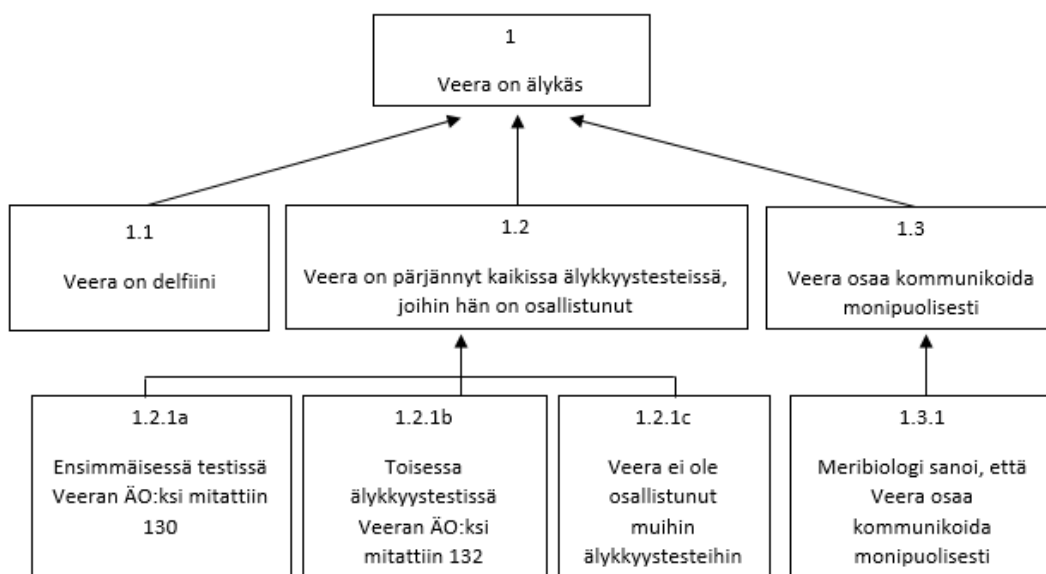 1
Veera on älykäs
1.1
Veera on delfiini
1.2
Veera on pärjännyt kaikissa älykkyystesteissä,
joihin hän on osallistunut
1.3
Veera osaa kommunikoida
monipuolisesti
1.2.1a
Ensimmäisessä testissä
Veeran ÄO:ksi mitattiin
130
1.2.1b
Toisessa
älykkyystestissä
Veeran ÄO:ksi
mitattiin 132
1.2.1c
Veera ei ole
osallistunut
muihin
älykkyystesteihin
1.3.1
Meribiologi sanoi, että
Veera osaa
kommunikoida
monipuolisesti